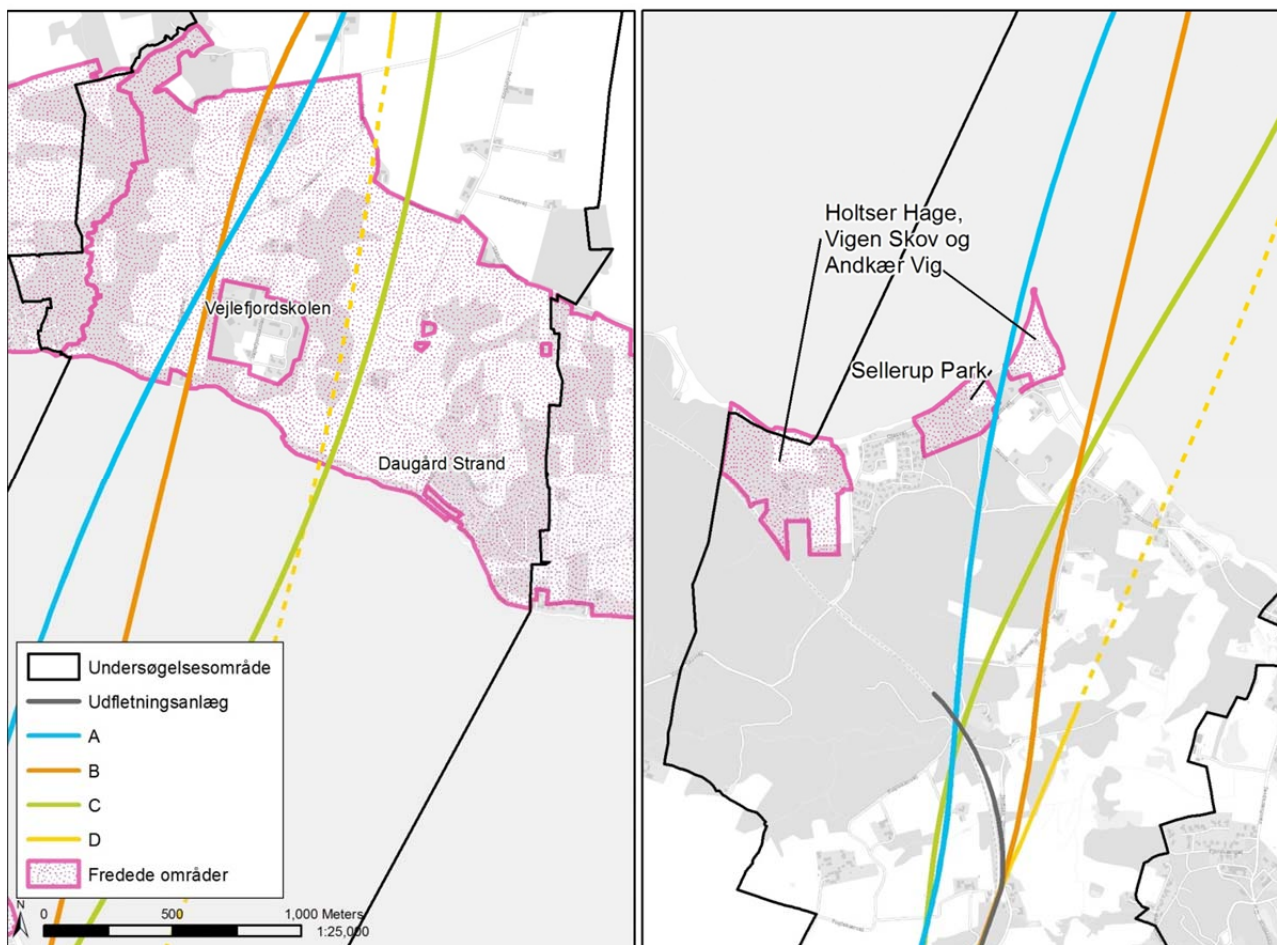 Vejlefjordskolen
Daugård Strand
Undersøgelsesområde
Udfletningsanlæg
A
B
C
D
Fredede områder
N
0 500 1,000 Meters
1:25,000
Holtser Hage,
Vigen Skov og
Andkær Vig
Sellerup Park